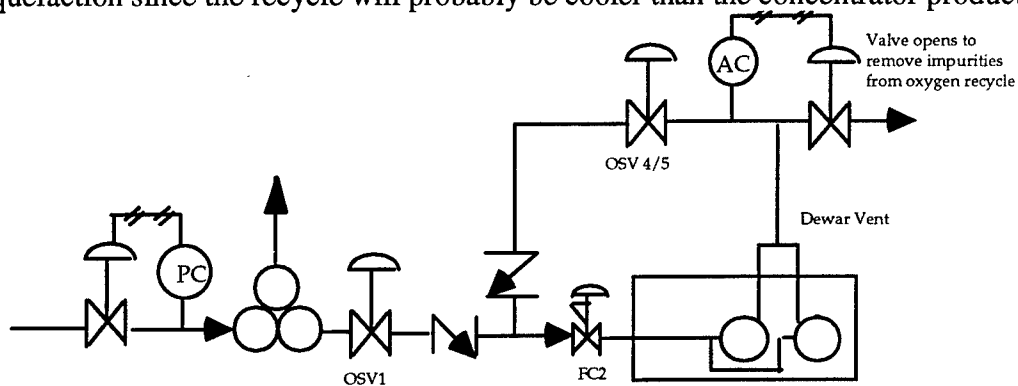 quefaction since the recycle will probably be cooler than the concentrator product
Valve opens to
remove impurities
from oxygen recycle
AC
OSV 4/5
Dewar Vent
PC
OSV1
FC2